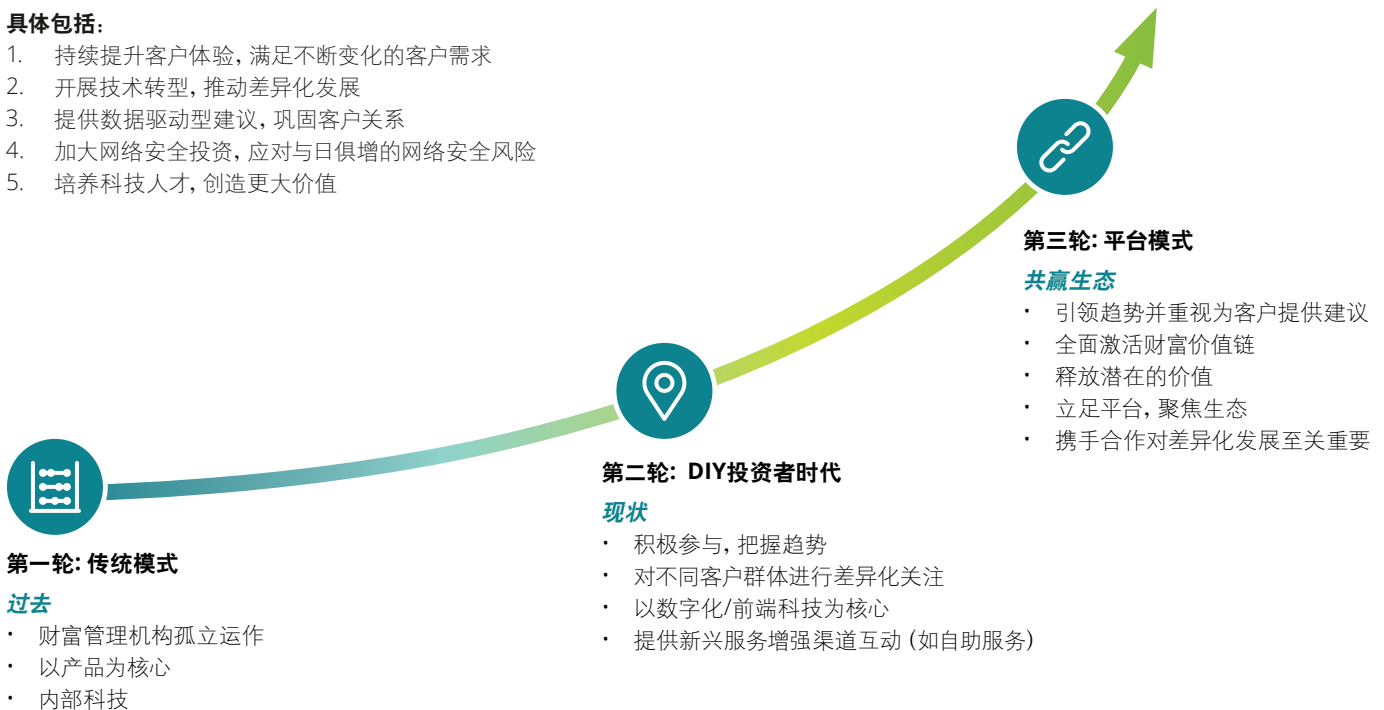 具体包括：
1. 持续提升客户体验, 满足不断变化的客户需求
2. 开展技术转型, 推动差异化发展
3. 提供数据驱动型建议, 巩固客户关系
4. 加大网络安全投资, 应对与日俱增的网络安全风险
5. 培养科技人才, 创造更大价值
第一轮: 传统模式
过去
· 财富管理机构孤立运作
· 以产品为核心
· 内部科技
第二轮: DIY投资者时代
现状
· 积极参与, 把握趋势
· 对不同客户群体进行差异化关注
· 以数字化/前端科技为核心
· 提供新兴服务增强渠道互动 (如自助服务)
第三轮: 平台模式
共赢生态
· 引领趋势并重视为客户提供建议
· 全面激活财富价值链
· 释放潜在的价值
· 立足平台, 聚焦生态
· 携手合作对差异化发展至关重要